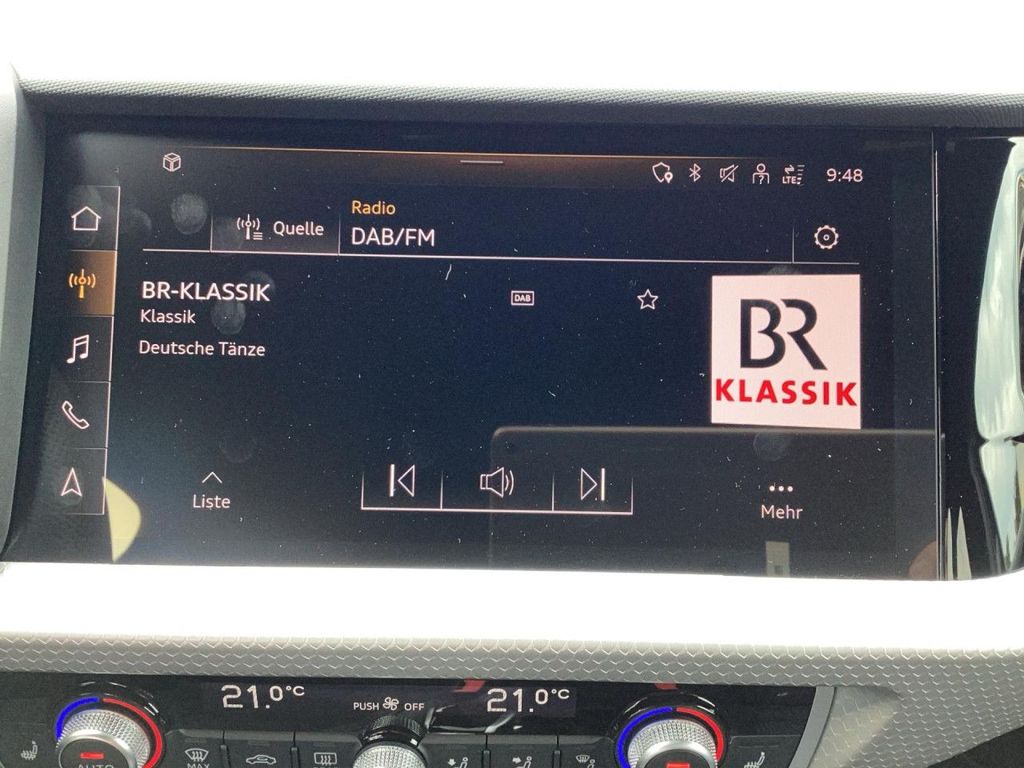 LTE 9:48
Radio
Quelle DAB/FM
BR-KLASSIK DAB
Klassik
Deutsche Tänze
BR
KLASSIK
Liste Mehr
21.0°C PUSH OFF 21.0°C
MAX
AUTO